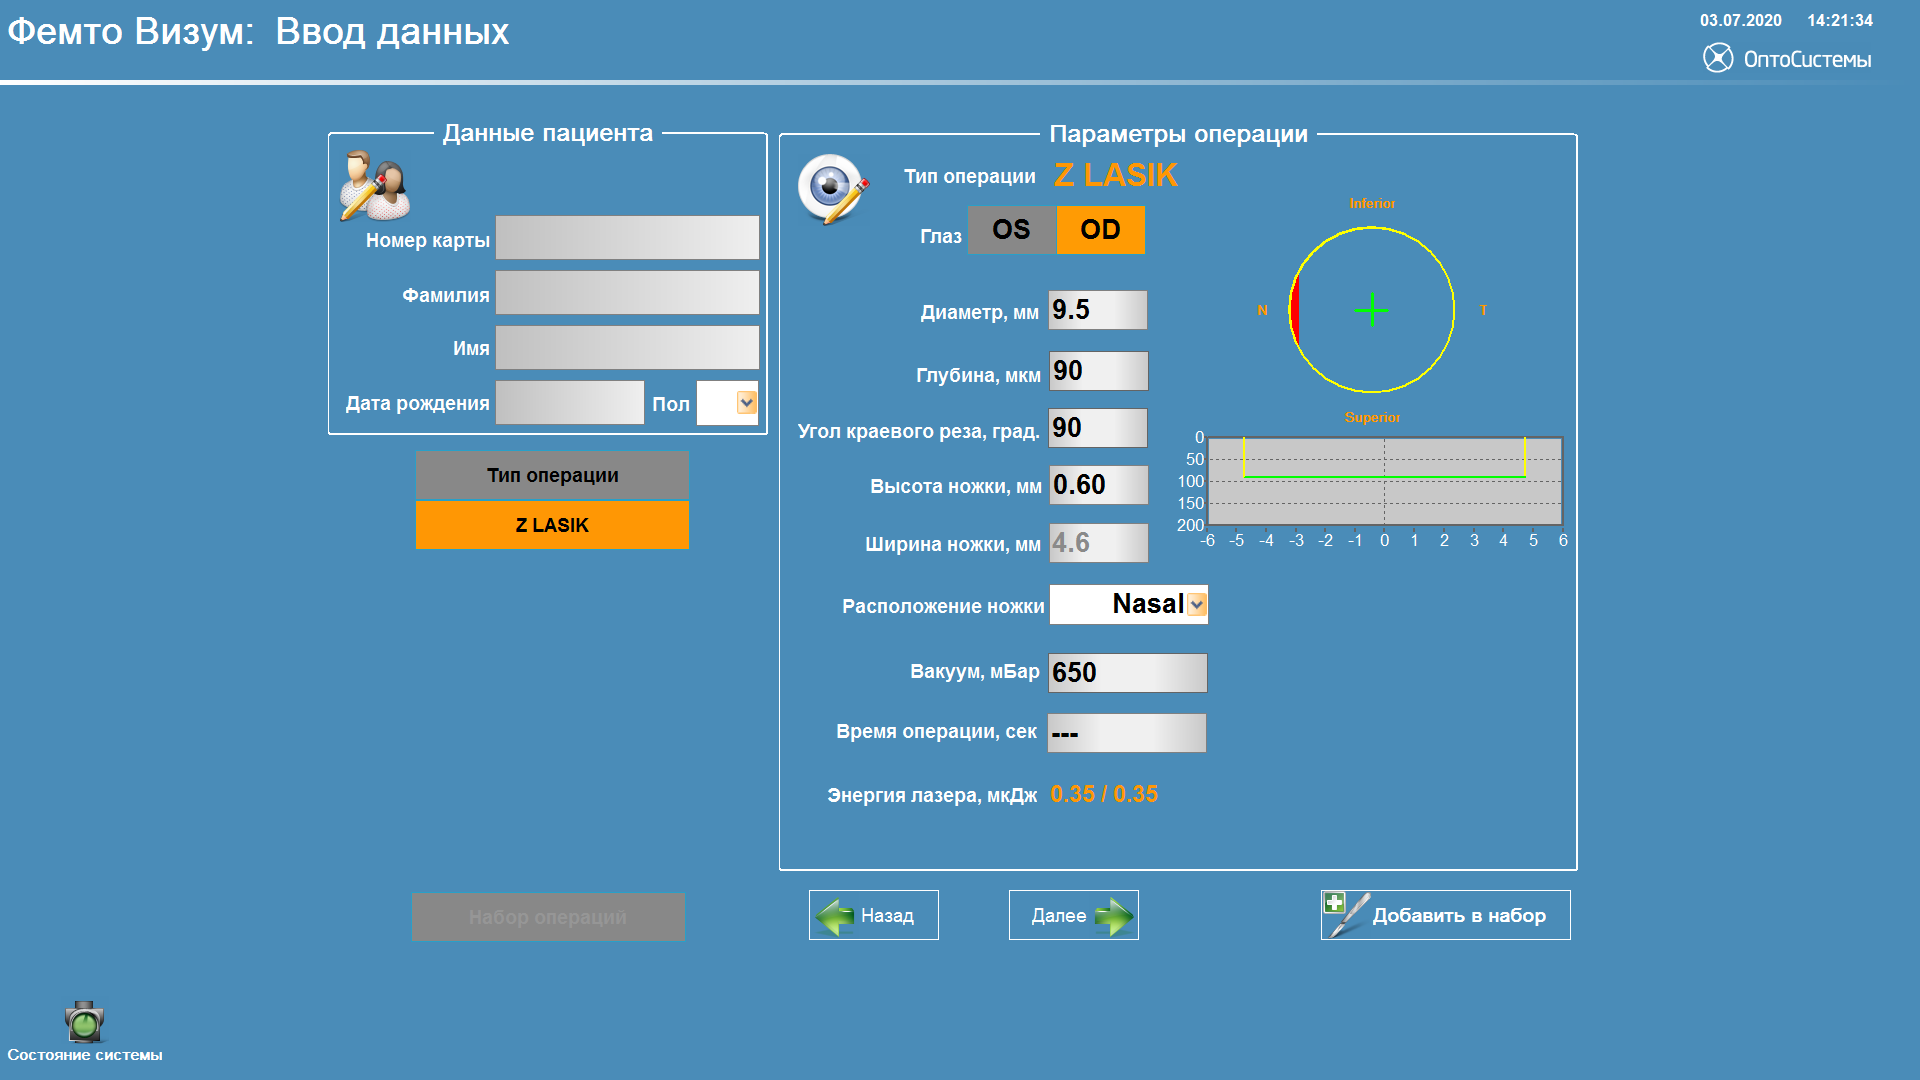 Фемто Визум: Ввод данных
03.07.2020 14:21:34
ОптоСистемы
Данные пациента
Номер карты
Фамилия
Имя
Дата рождения Пол
Тип операции
Z LASIK
Набор операций
Параметры операции
Тип операции Z LASIK
Глаз OS OD
Диаметр, мм 9.5
Глубина, мкм 90
Угол краевого реза, град. 90
Высота ножки, мм 0.60
Ширина ножки, мм 4.6
Расположение ножки Nasal
Вакуум, мБар 650
Время операции, сек ---
Энергия лазера, мкДж 0.35 / 0.35
Inferior
N T
Superior
0
50
100
150
200
-6 -5 -4 -3 -2 -1 0 1 2 3 4 5 6
Назад
Далее
Добавить в набор
Состояние системы